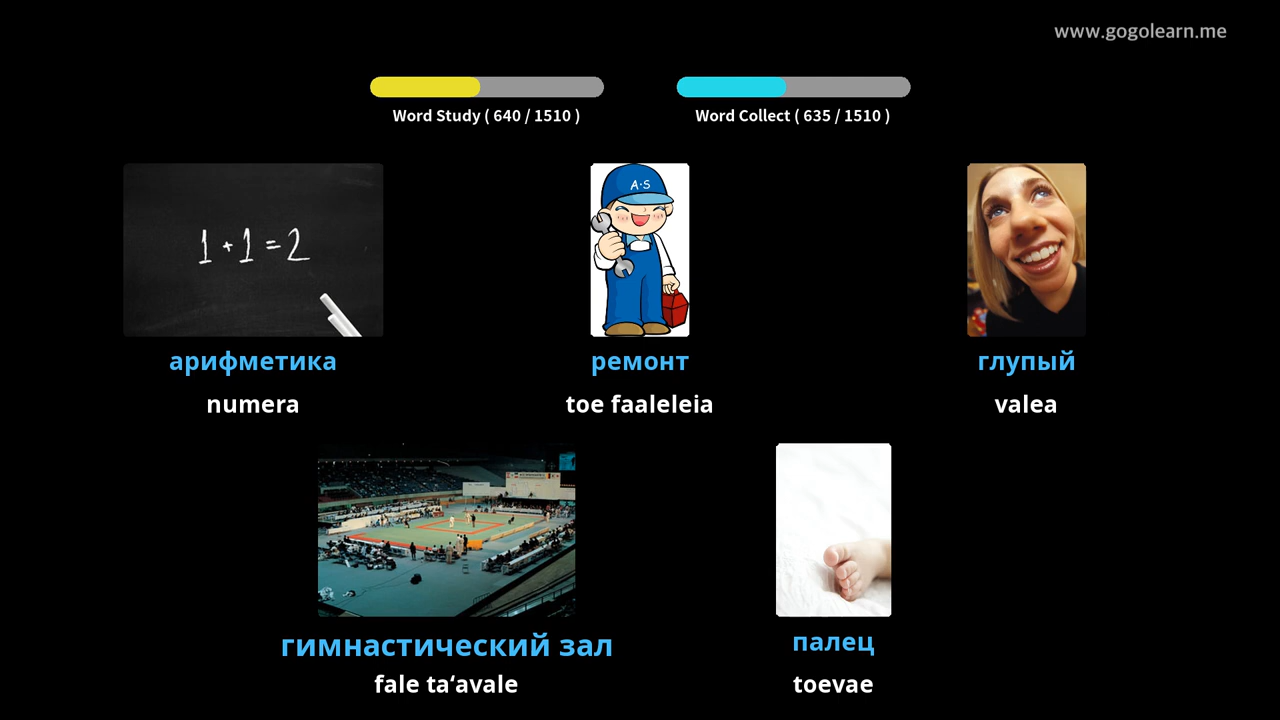 www.gogolearn.me
Word Study ( 640 / 1510 )
Word Collect ( 635 / 1510 )
1 + 1 = 2
A·S
арифметика
ремонт
глупый
numera
toe faaleleia
valea
гимнастический зал
палец
fale ta‘avale
toevae